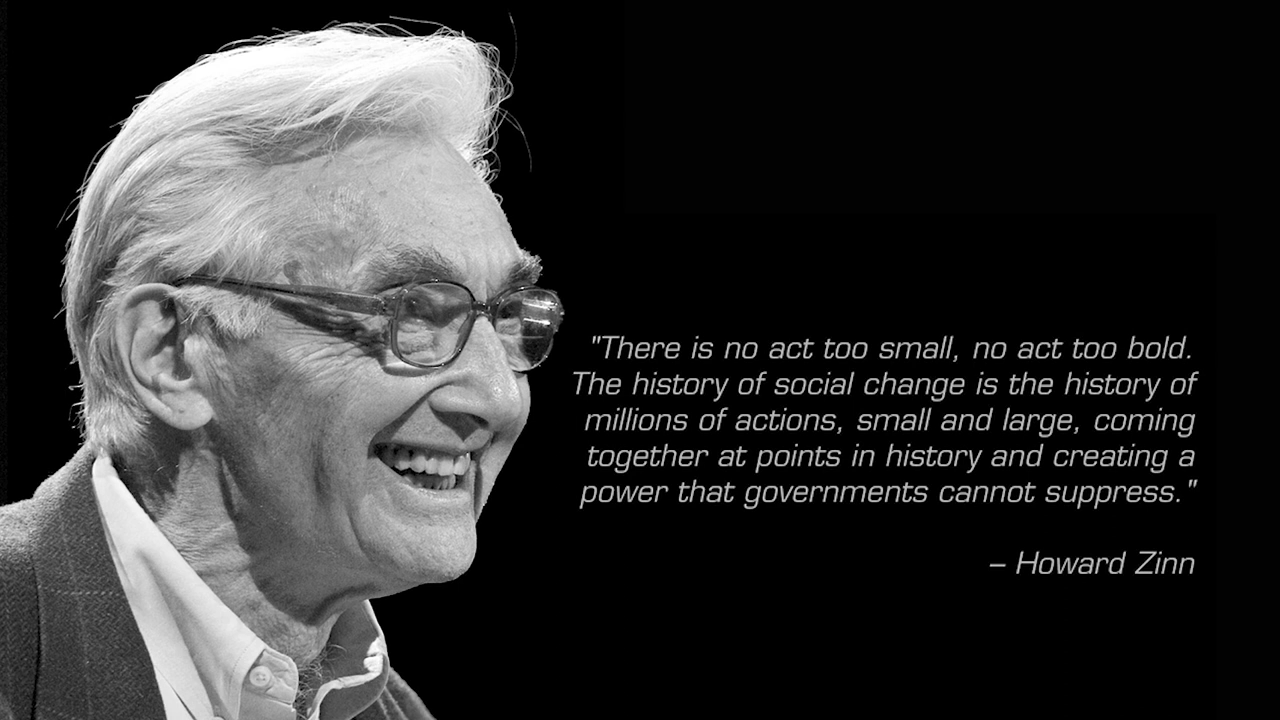 "There is no act too small, no act too bold.
The history of social change is the history of
millions of actions, small and large, coming
together at points in history and creating a
power that governments cannot suppress."
– Howard Zinn